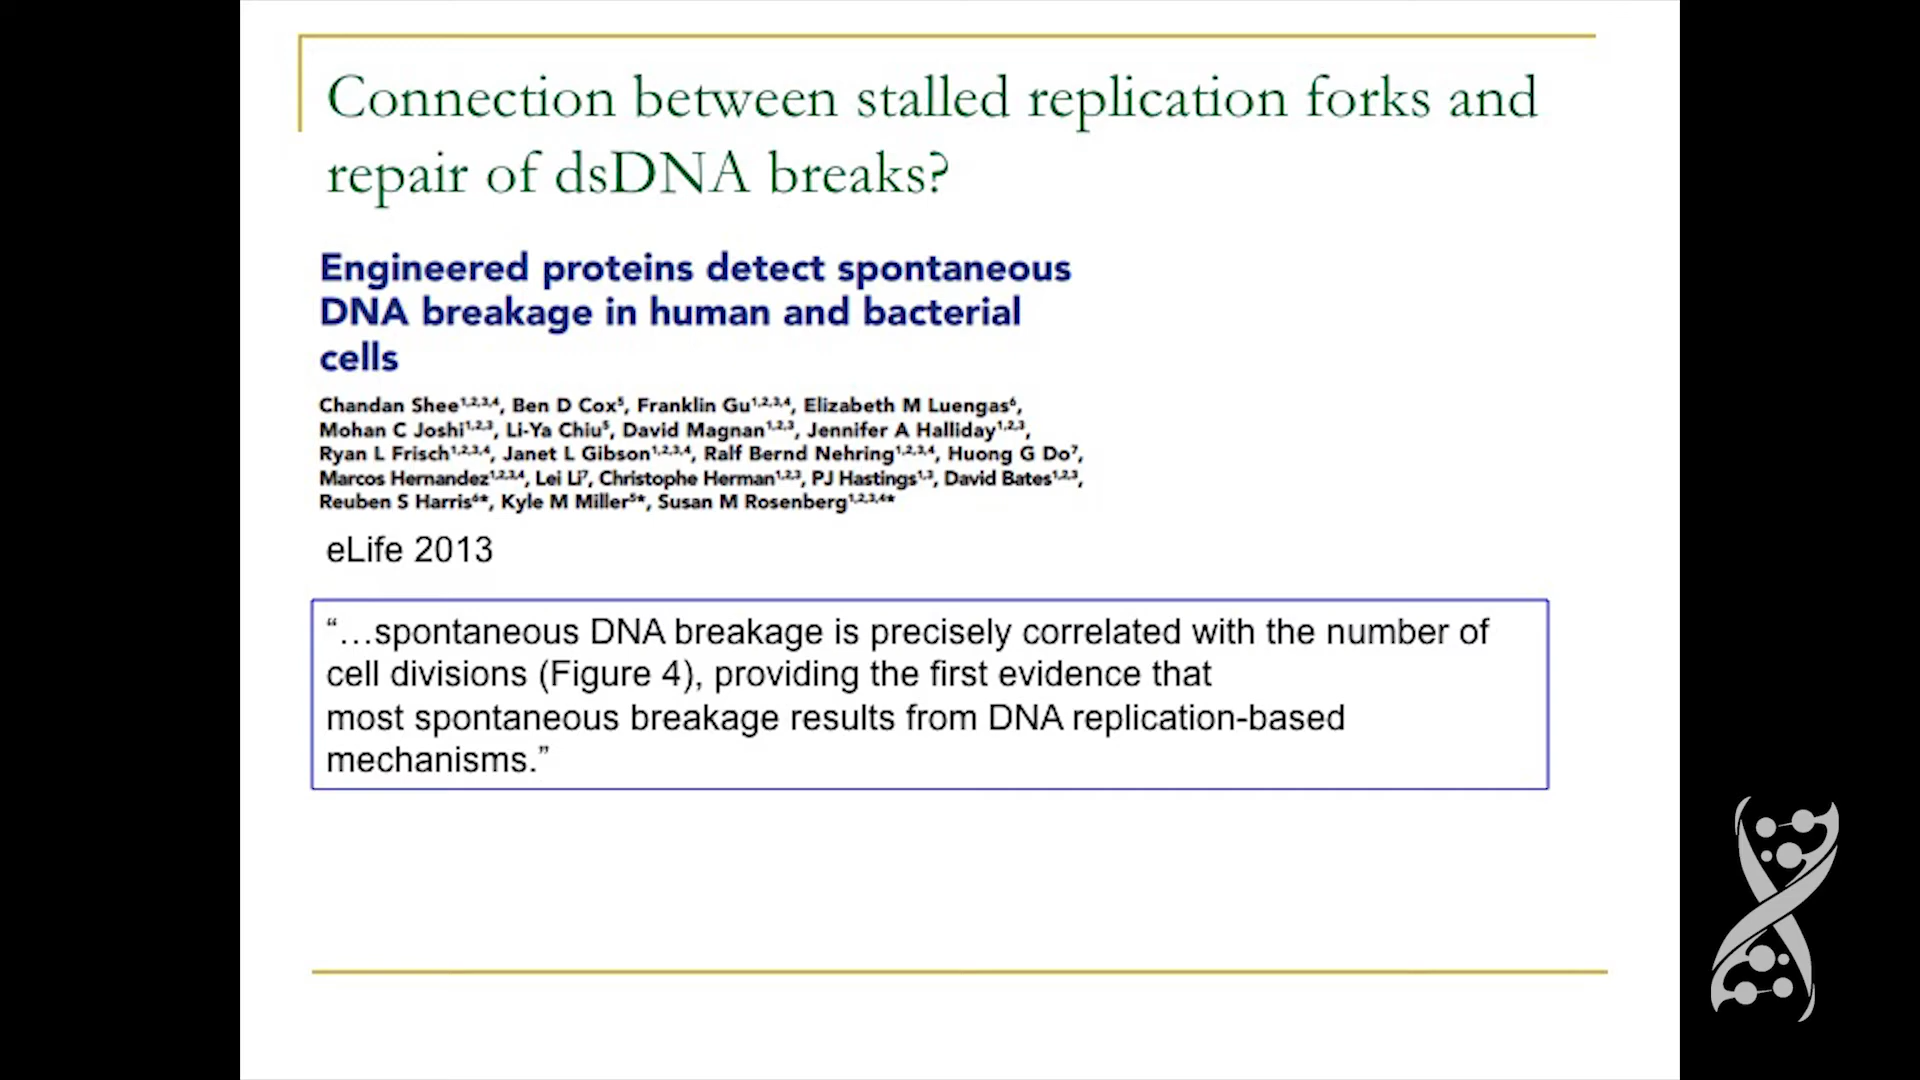 Connection between stalled replication forks and
repair of dsDNA breaks?
Engineered proteins detect spontaneous
DNA breakage in human and bacterial
cells
Chandan Shee1,2,3,4, Ben D Cox5, Franklin Gu1,2,3,4, Elizabeth M Luengas6,
Mohan C Joshi1,2,3, Li-Ya Chiu5, David Magnan1,2,3, Jennifer A Halliday1,2,3,
Ryan L Frisch1,2,3,4, Janet L Gibson1,2,3,4, Ralf Bernd Nehring1,2,3,4, Huong G Do7,
Marcos Hernandez1,2,3,4, Lei Li7, Christophe Herman1,2,3, PJ Hastings1,3, David Bates1,2,3,
Reuben S Harris6*, Kyle M Miller5*, Susan M Rosenberg1,2,3,4*
eLife 2013
“…spontaneous DNA breakage is precisely correlated with the number of
cell divisions (Figure 4), providing the first evidence that
most spontaneous breakage results from DNA replication-based
mechanisms.”